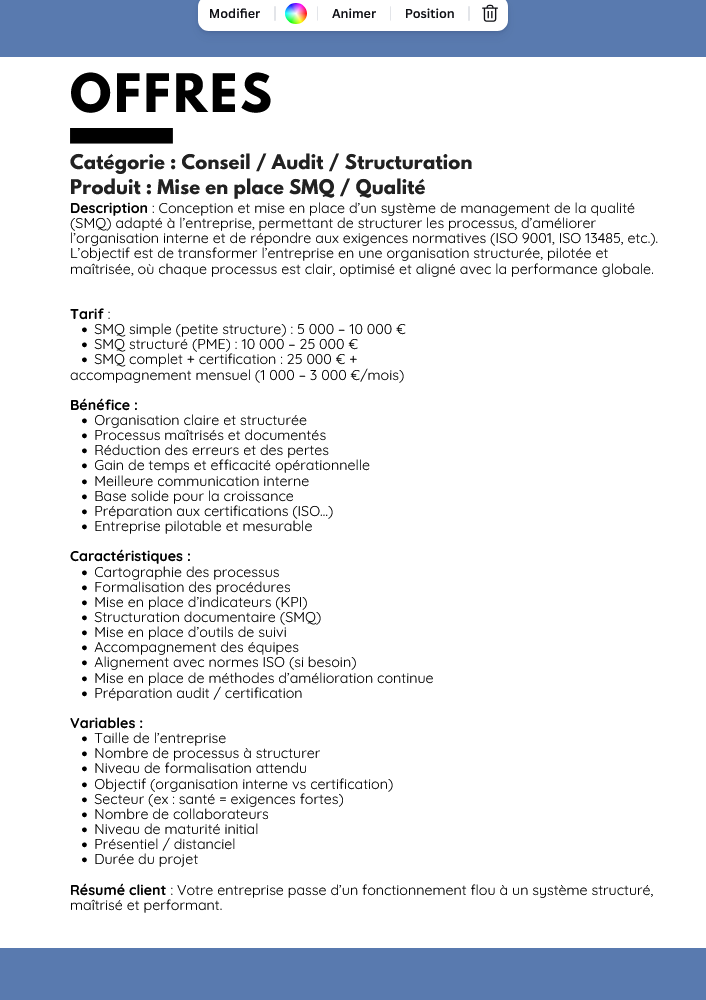 Modifier Animer Position
OFFRES
Catégorie : Conseil / Audit / Structuration
Produit : Mise en place SMQ / Qualité
Description : Conception et mise en place d'un système de management de la qualité
(SMQ) adapté à l'entreprise, permettant de structurer les processus, d'améliorer
l'organisation interne et de répondre aux exigences normatives (ISO 9001, ISO 13485, etc.).
L'objectif est de transformer l'entreprise en une organisation structurée, pilotée et
maîtrisée, où chaque processus est clair, optimisé et aligné avec la performance globale.
Tarif :
• SMQ simple (petite structure) : 5 000 – 10 000 €
• SMQ structuré (PME) : 10 000 – 25 000 €
• SMQ complet + certification : 25 000 € +
accompagnement mensuel (1 000 – 3 000 €/mois)
Bénéfice :
• Organisation claire et structurée
• Processus maîtrisés et documentés
• Réduction des erreurs et des pertes
• Gain de temps et efficacité opérationnelle
• Meilleure communication interne
• Base solide pour la croissance
• Préparation aux certifications (ISO…)
• Entreprise pilotable et mesurable
Caractéristiques :
• Cartographie des processus
• Formalisation des procédures
• Mise en place d'indicateurs (KPI)
• Structuration documentaire (SMQ)
• Mise en place d'outils de suivi
• Accompagnement des équipes
• Alignement avec normes ISO (si besoin)
• Mise en place de méthodes d'amélioration continue
• Préparation audit / certification
Variables :
• Taille de l'entreprise
• Nombre de processus à structurer
• Niveau de formalisation attendu
• Objectif (organisation interne vs certification)
• Secteur (ex : santé = exigences fortes)
• Nombre de collaborateurs
• Niveau de maturité initial
• Présentiel / distanciel
• Durée du projet
Résumé client : Votre entreprise passe d'un fonctionnement flou à un système structuré,
maîtrisé et performant.